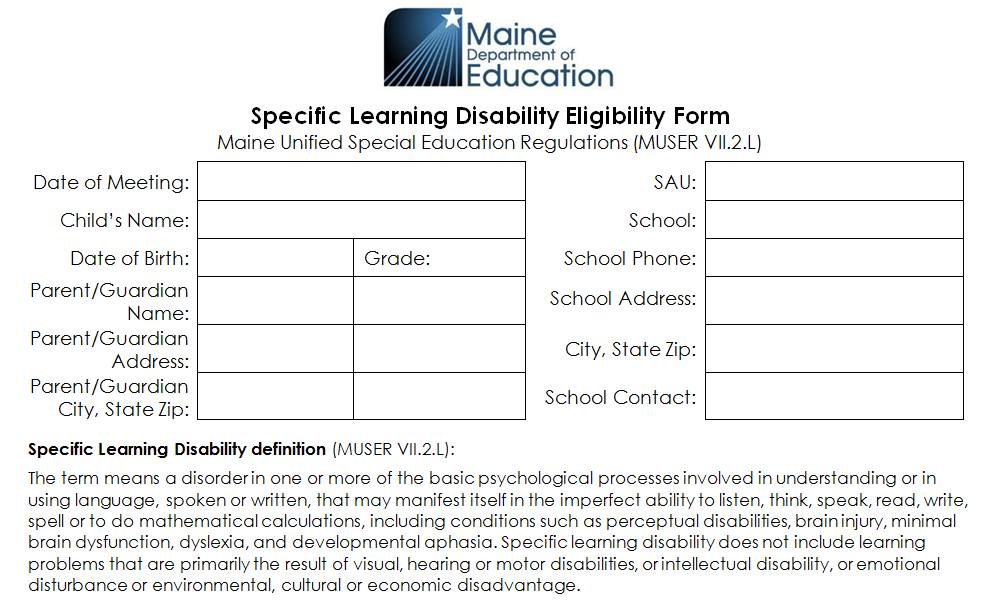 Maine
Department of
Education
Specific Learning Disability Eligibility Form
Maine Unified Special Education Regulations (MUSER VII.2.L)
Date of Meeting: SAU:
Child's Name: School:
Date of Birth: Grade: School Phone:
Parent/Guardian
Name: School Address:
Parent/Guardian
Address: City, State Zip:
Parent/Guardian
City, State Zip: School Contact:
Specific Learning Disability definition (MUSER VII.2.L):
The term means a disorder in one or more of the basic psychological processes involved in understanding or in
using language, spoken or written, that may manifest itself in the imperfect ability to listen, think, speak, read, write,
spell or to do mathematical calculations, including conditions such as perceptual disabilities, brain injury, minimal
brain dysfunction, dyslexia, and developmental aphasia. Specific learning disability does not include learning
problems that are primarily the result of visual, hearing or motor disabilities, or intellectual disability, or emotional
disturbance or environmental, cultural or economic disadvantage.